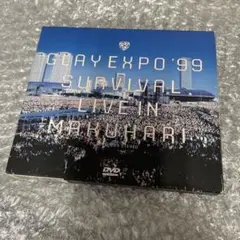 GLAY EXPO '99
SURVIVAL
LIVE IN
MAKUHARI
DVD